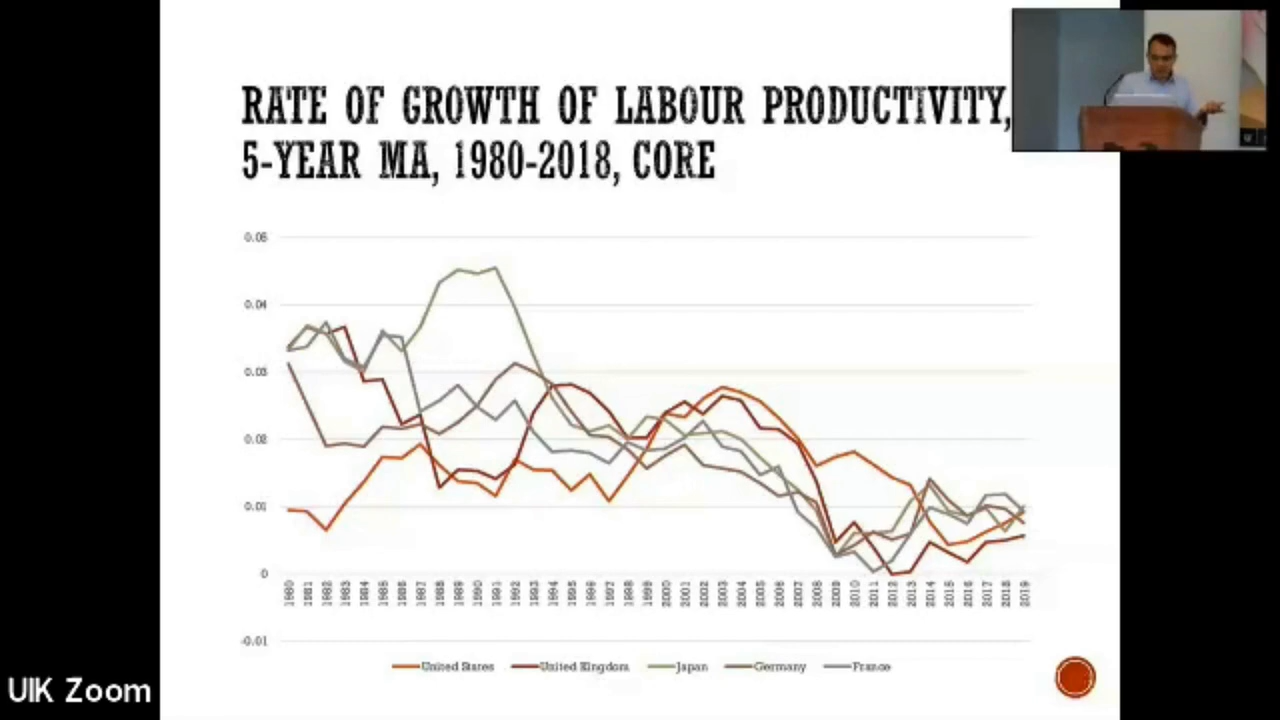 RATE OF GROWTH OF LABOUR PRODUCTIVITY,
5-YEAR MA, 1980-2018, CORE
0.05
0.04
0.03
0.02
0.01
0
-0.01
1980 1981 1982 1983 1984 1985 1986 1987 1988 1989 1990 1991 1992 1993 1994 1995 1996 1997 1998 1999 2000 2001 2002 2003 2004 2005 2006 2007 2008 2009 2010 2011 2012 2013 2014 2015 2016 2017 2018 2019
United States United Kingdom Japan Germany France
UIK Zoom